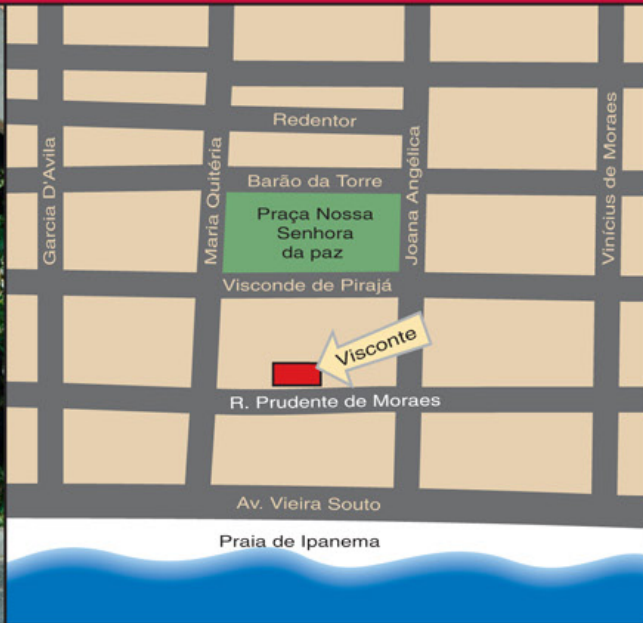 Redentor
Garcia D'Avila
Maria Quitéria
Joana Angélica
Vinícius de Moraes
Barão da Torre
Praça Nossa
Senhora
da paz
Visconde de Pirajá
Visconte
R. Prudente de Moraes
Av. Vieira Souto
Praia de Ipanema